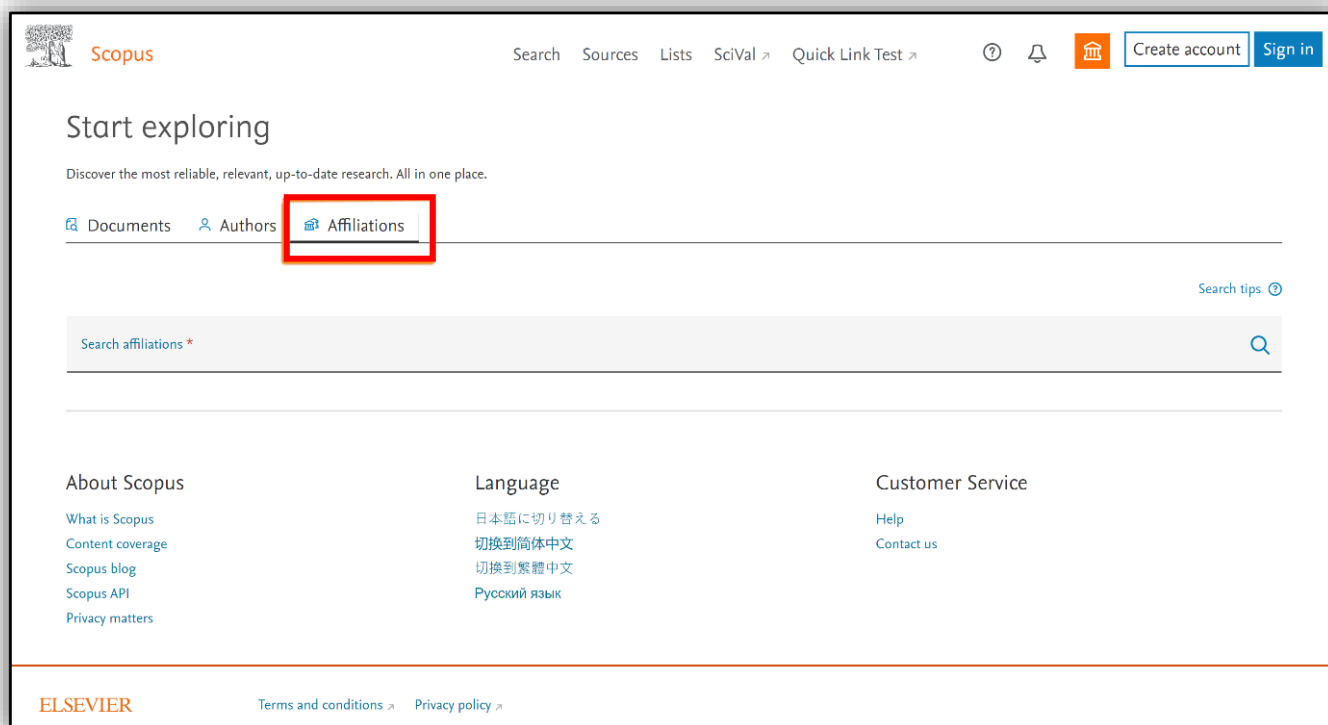 Scopus
Search Sources Lists SciVal ↗ Quick Link Test ↗
Create account Sign in
Start exploring
Discover the most reliable, relevant, up-to-date research. All in one place.
Documents Authors Affiliations
Search tips
Search affiliations *
About Scopus
What is Scopus
Content coverage
Scopus blog
Scopus API
Privacy matters
Language
日本語に切り替える
切换到简体中文
切換到繁體中文
Русский язык
Customer Service
Help
Contact us
ELSEVIER
Terms and conditions ↗ Privacy policy ↗